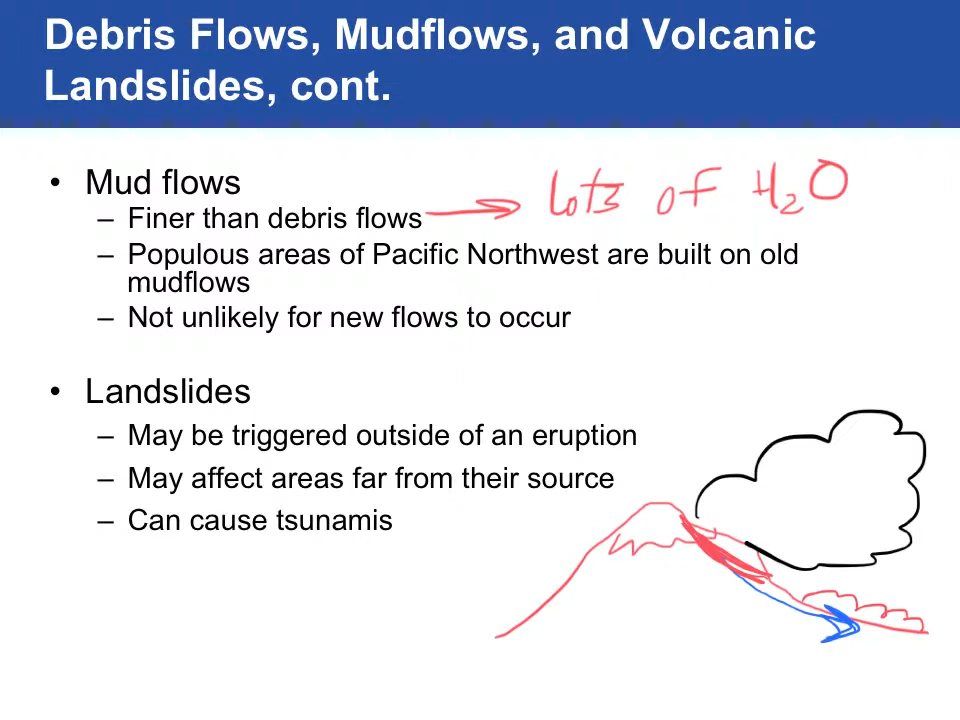 Debris Flows, Mudflows, and Volcanic
Landslides, cont.
• Mud flows
– Finer than debris flows → lots of H₂O
– Populous areas of Pacific Northwest are built on old
mudflows
– Not unlikely for new flows to occur
• Landslides
– May be triggered outside of an eruption
– May affect areas far from their source
– Can cause tsunamis